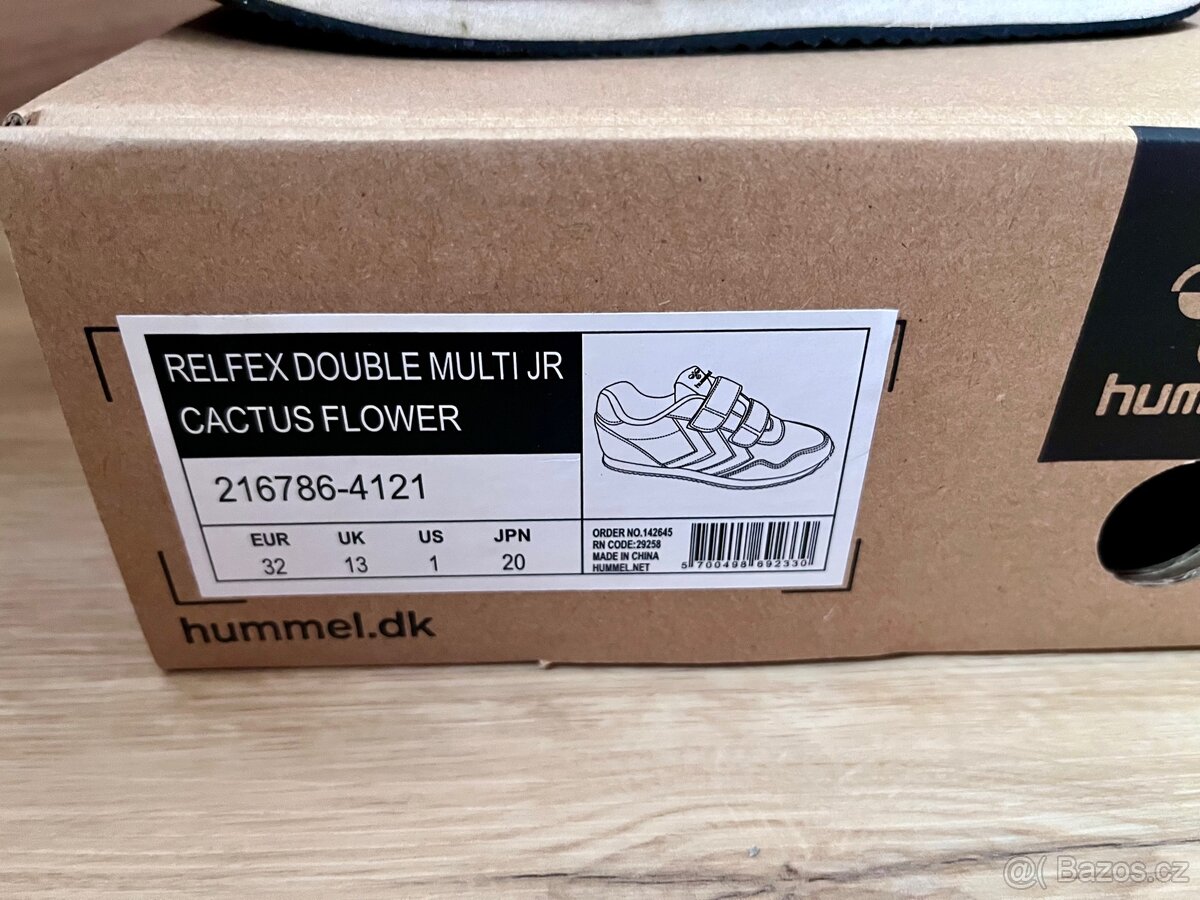 RELFEX DOUBLE MULTI JR
CACTUS FLOWER
216786-4121
EUR UK US JPN
32 13 1 20
hummel
ORDER NO.142645
RN CODE:29258
MADE IN CHINA
HUMMEL.NET
5 700498 692330
hummel.dk
hum
@( Bazos.cz